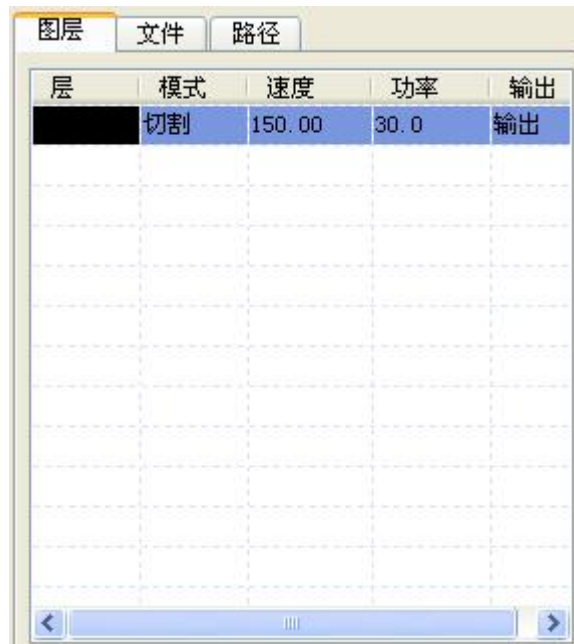 图层 文件 路径
层 模式 速度 功率 输出
切割 150.00 30.0 输出